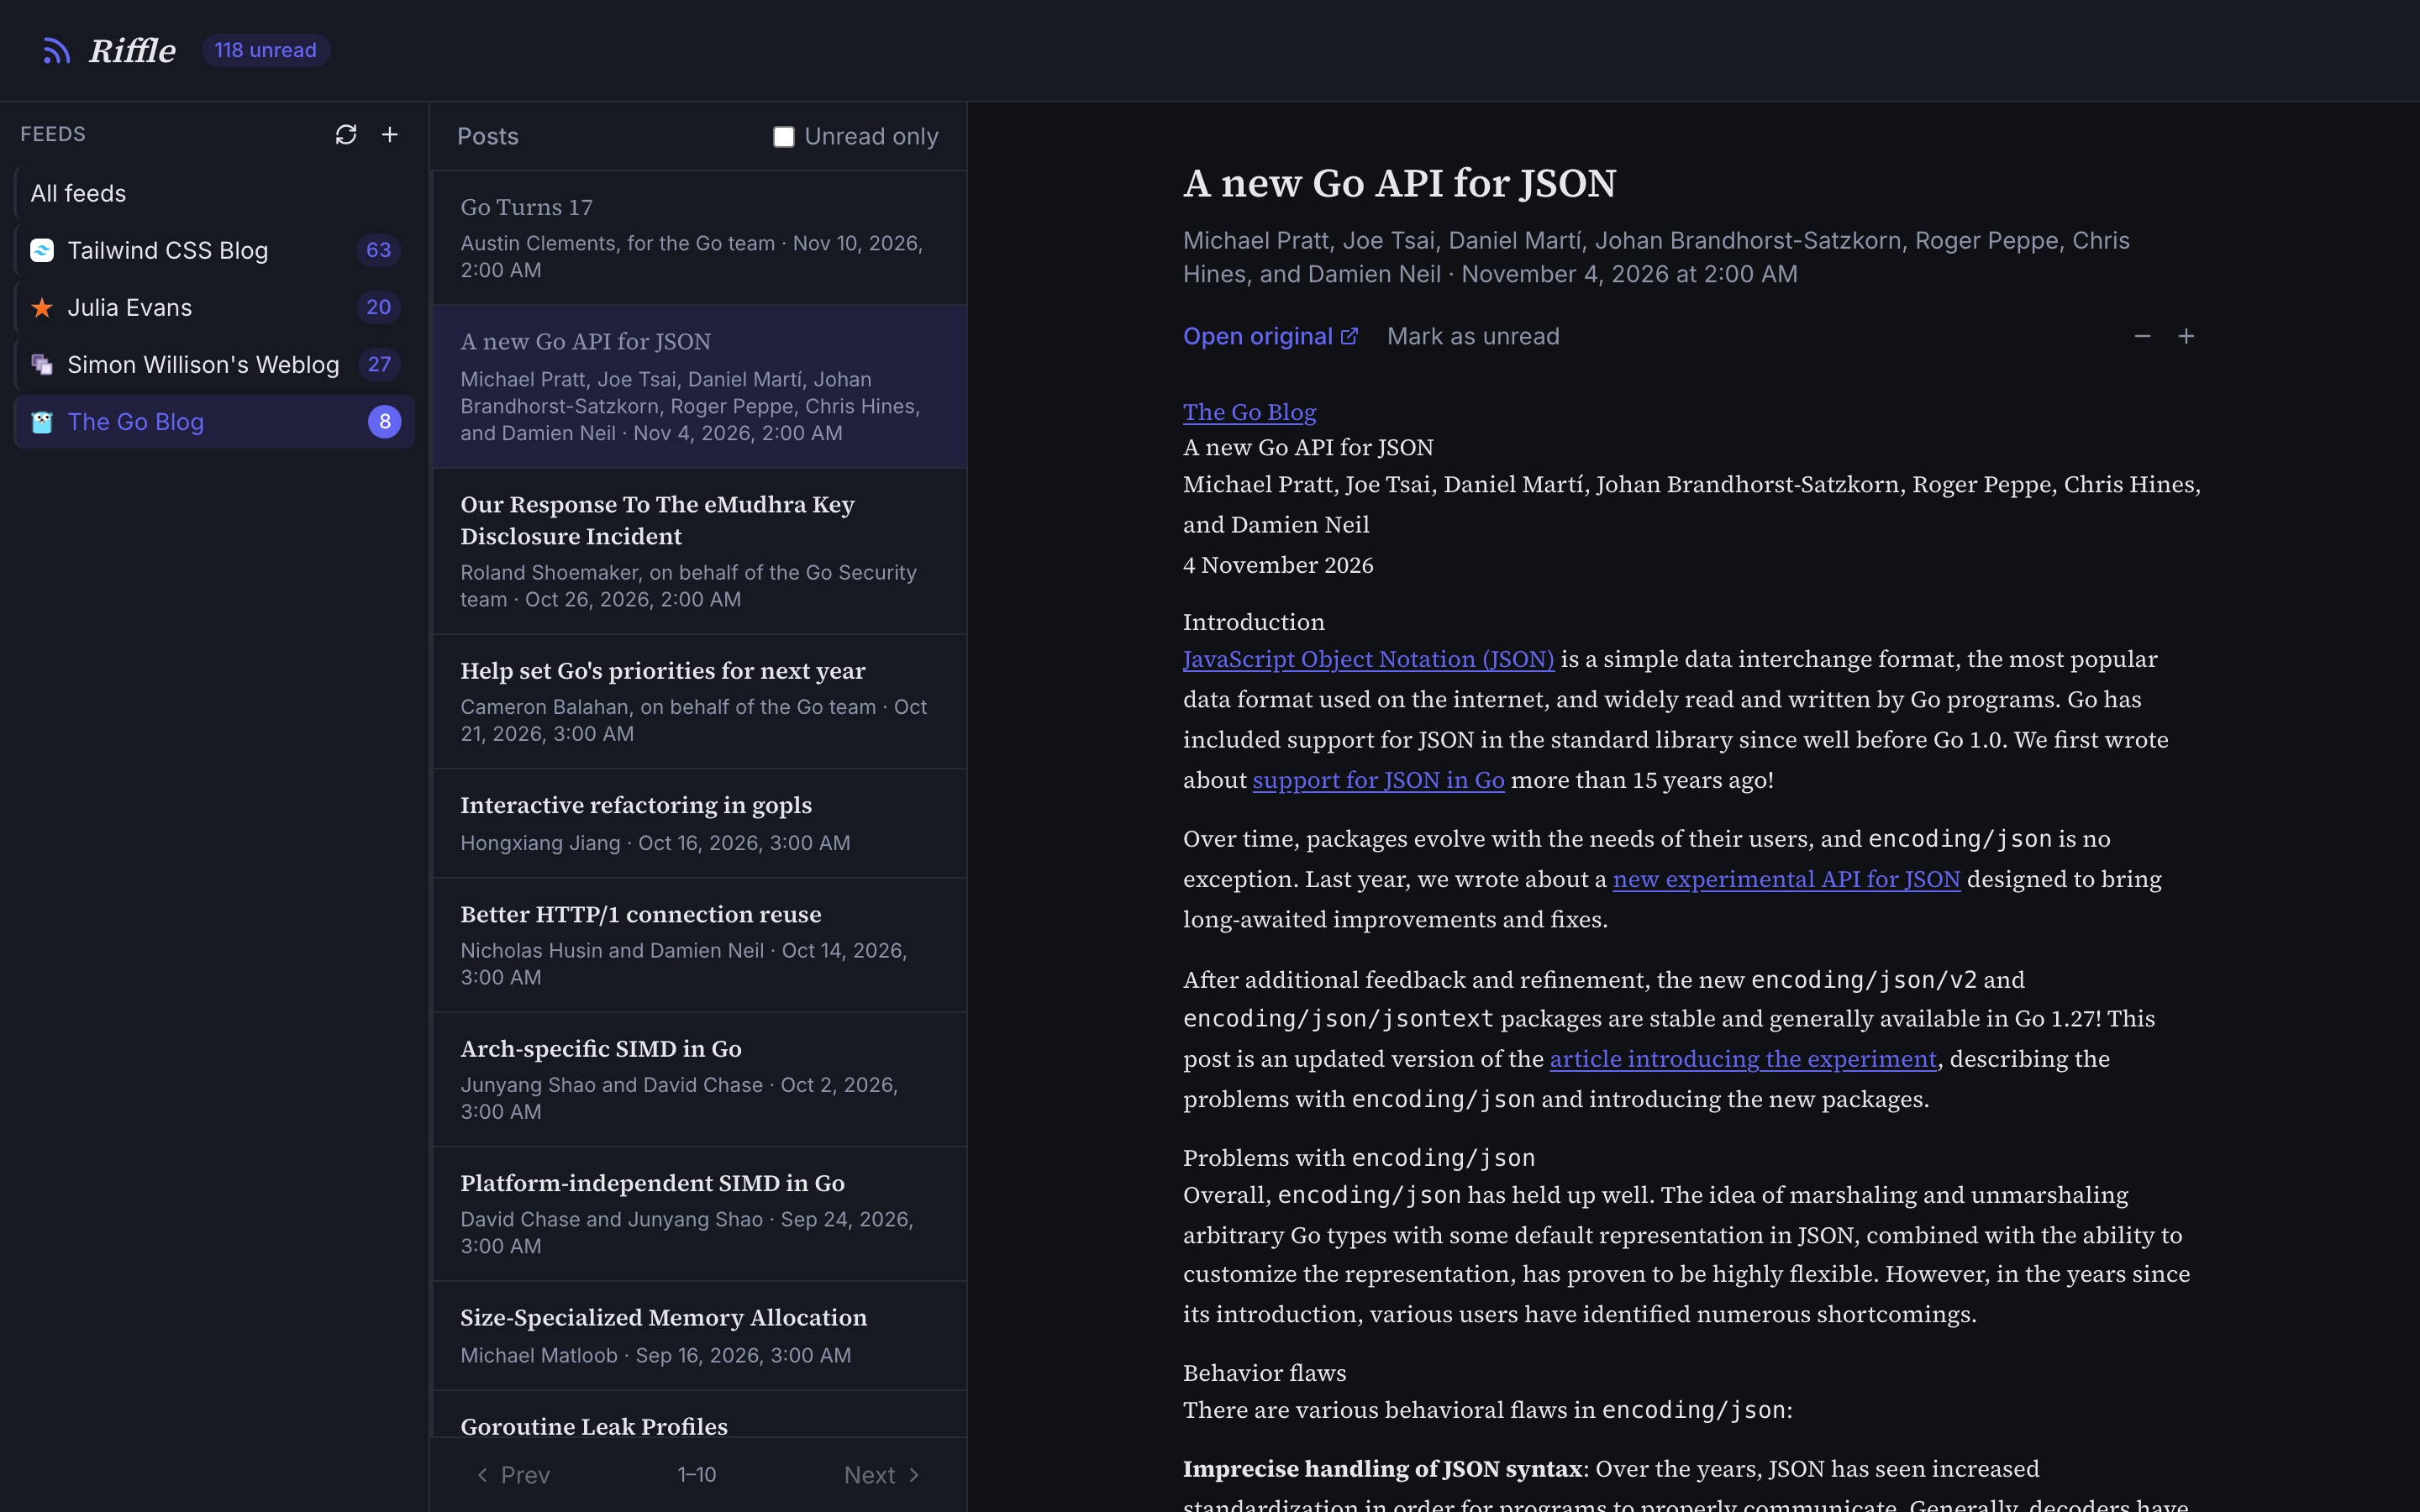 Riffle
118 unread
FEEDS
All feeds
Tailwind CSS Blog
63
Julia Evans
20
Simon Willison's Weblog
27
The Go Blog
8
Posts
Unread only
Go Turns 17
Austin Clements, for the Go team · Nov 10, 2026,
2:00 AM
A new Go API for JSON
Michael Pratt, Joe Tsai, Daniel Martí, Johan
Brandhorst-Satzkorn, Roger Peppe, Chris Hines,
and Damien Neil · Nov 4, 2026, 2:00 AM
Our Response To The eMudhra Key
Disclosure Incident
Roland Shoemaker, on behalf of the Go Security
team · Oct 26, 2026, 2:00 AM
Help set Go's priorities for next year
Cameron Balahan, on behalf of the Go team · Oct
21, 2026, 3:00 AM
Interactive refactoring in gopls
Hongxiang Jiang · Oct 16, 2026, 3:00 AM
Better HTTP/1 connection reuse
Nicholas Husin and Damien Neil · Oct 14, 2026,
3:00 AM
Arch-specific SIMD in Go
Junyang Shao and David Chase · Oct 2, 2026,
3:00 AM
Platform-independent SIMD in Go
David Chase and Junyang Shao · Sep 24, 2026,
3:00 AM
Size-Specialized Memory Allocation
Michael Matloob · Sep 16, 2026, 3:00 AM
Goroutine Leak Profiles
Prev
1–10
Next
A new Go API for JSON
Michael Pratt, Joe Tsai, Daniel Martí, Johan Brandhorst-Satzkorn, Roger Peppe, Chris
Hines, and Damien Neil · November 4, 2026 at 2:00 AM
Open original
Mark as unread
The Go Blog
A new Go API for JSON
Michael Pratt, Joe Tsai, Daniel Martí, Johan Brandhorst-Satzkorn, Roger Peppe, Chris Hines,
and Damien Neil
4 November 2026
Introduction
JavaScript Object Notation (JSON) is a simple data interchange format, the most popular
data format used on the internet, and widely read and written by Go programs. Go has
included support for JSON in the standard library since well before Go 1.0. We first wrote
about support for JSON in Go more than 15 years ago!
Over time, packages evolve with the needs of their users, and encoding/json is no
exception. Last year, we wrote about a new experimental API for JSON designed to bring
long-awaited improvements and fixes.
After additional feedback and refinement, the new encoding/json/v2 and
encoding/json/jsontext packages are stable and generally available in Go 1.27! This
post is an updated version of the article introducing the experiment, describing the
problems with encoding/json and introducing the new packages.
Problems with encoding/json
Overall, encoding/json has held up well. The idea of marshaling and unmarshaling
arbitrary Go types with some default representation in JSON, combined with the ability to
customize the representation, has proven to be highly flexible. However, in the years since
its introduction, various users have identified numerous shortcomings.
Behavior flaws
There are various behavioral flaws in encoding/json:
Imprecise handling of JSON syntax: Over the years, JSON has seen increased
standardization in order for programs to properly communicate. Generally, decoders have